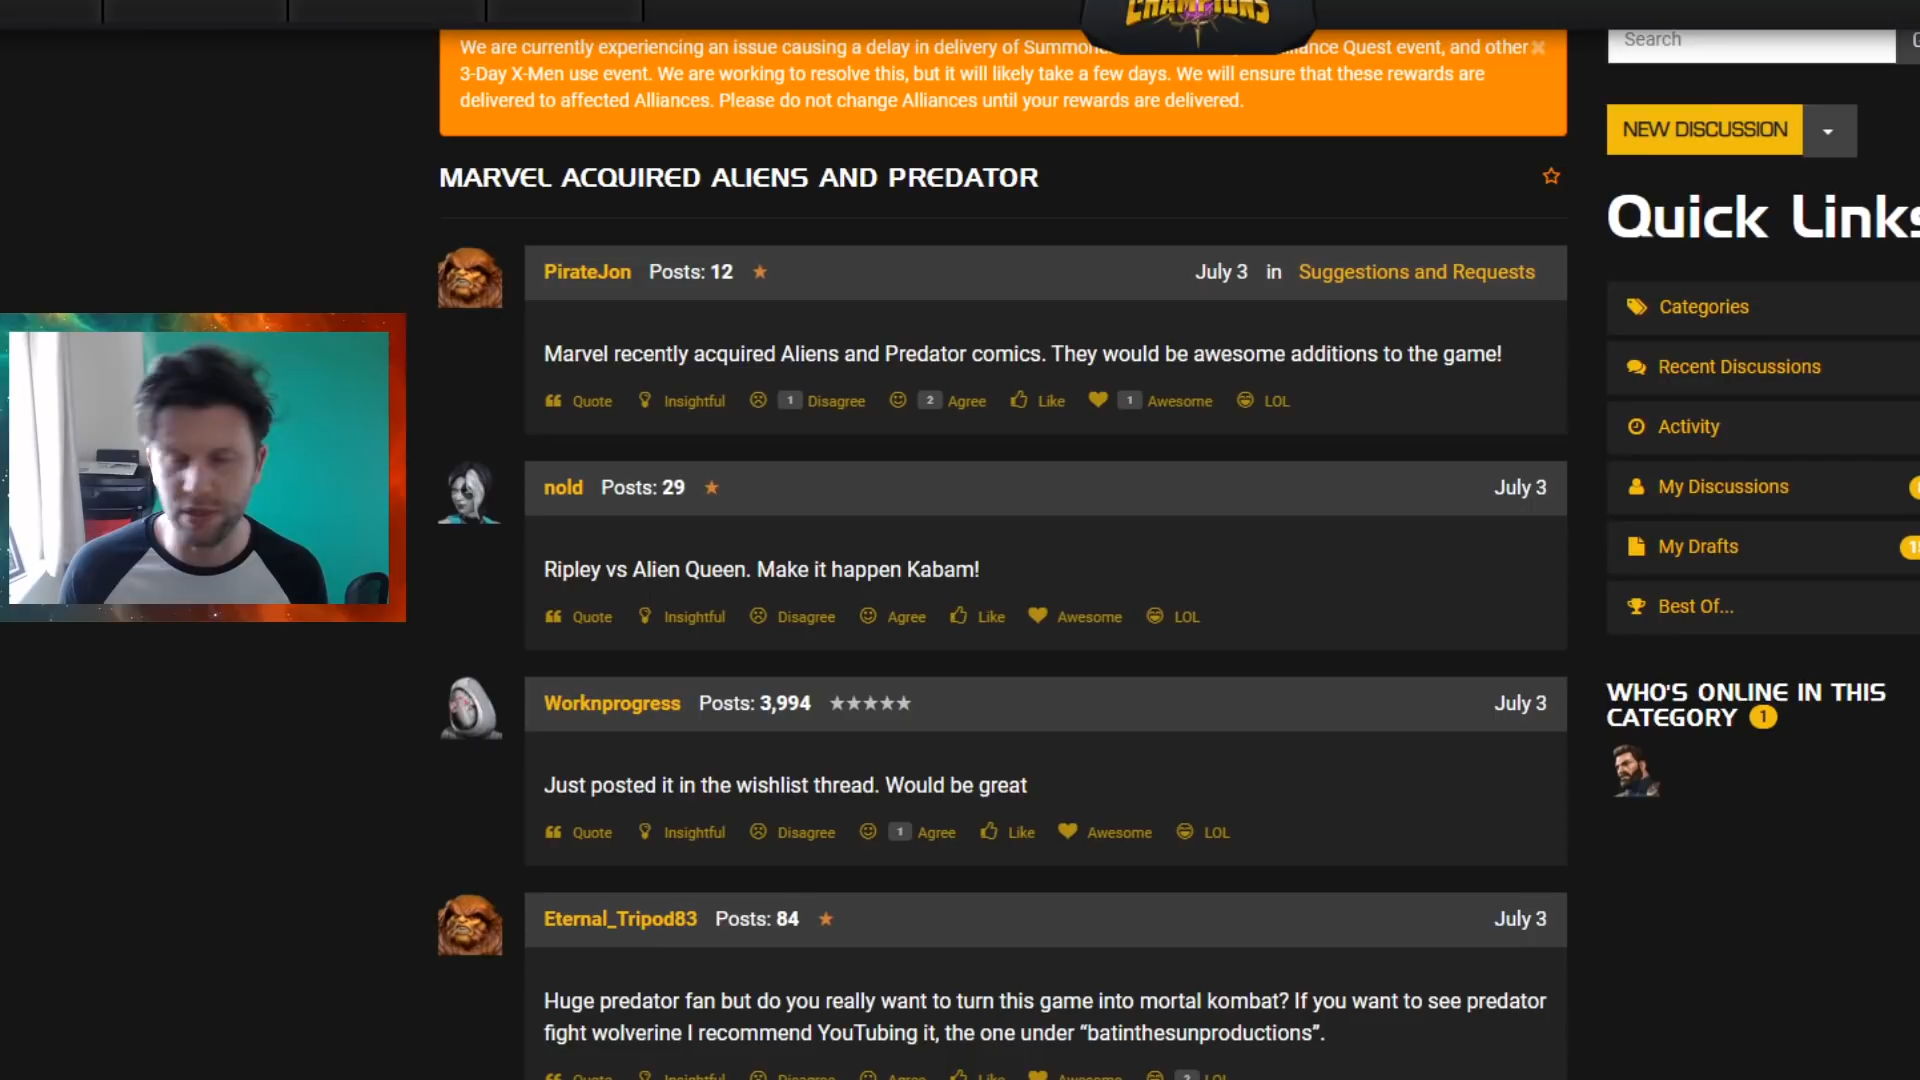 CHAMPIONS
We are currently experiencing an issue causing a delay in delivery of Alliance Quest event, and other
3-Day X-Men use event. We are working to resolve this, but it will likely take a few days. We will ensure that these rewards are
delivered to affected Alliances. Please do not change Alliances until your rewards are delivered.
Search
NEW DISCUSSION
MARVEL ACQUIRED ALIENS AND PREDATOR
Quick Links
PirateJon Posts: 12 July 3 in Suggestions and Requests
Marvel recently acquired Aliens and Predator comics. They would be awesome additions to the game!
Quote Insightful 1 Disagree 2 Agree Like 1 Awesome LOL
nold Posts: 29 July 3
Ripley vs Alien Queen. Make it happen Kabam!
Quote Insightful Disagree Agree Like Awesome LOL
Worknprogress Posts: 3,994 July 3
Just posted it in the wishlist thread. Would be great
Quote Insightful Disagree 1 Agree Like Awesome LOL
Eternal_Tripod83 Posts: 84 July 3
Huge predator fan but do you really want to turn this game into mortal kombat? If you want to see predator
fight wolverine I recommend YouTubing it, the one under “batinthesunproductions”.
Quote Insightful Disagree Agree Like Awesome 2 LOL
Categories
Recent Discussions
Activity
My Discussions
My Drafts
Best Of...
WHO'S ONLINE IN THIS
CATEGORY 1